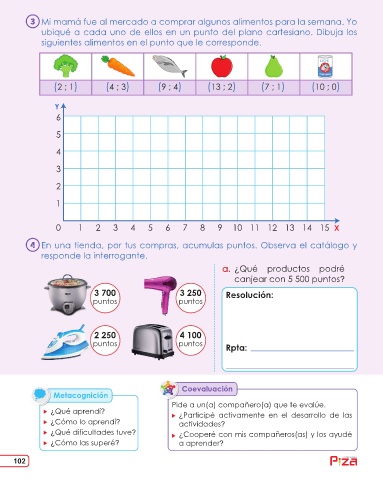 3 Mi mamá fue al mercado a comprar algunos alimentos para la semana. Yo
ubiqué a cada uno de ellos en un punto del plano cartesiano. Dibuja los
siguientes alimentos en el punto que le corresponde.
(2 ; 1) (4 ; 3) (9 ; 4) (13 ; 2) (7 ; 1) (10 ; 0)
Y
6
5
4
3
2
1
0 1 2 3 4 5 6 7 8 9 10 11 12 13 14 15 X
4 En una tienda, por tus compras, acumulas puntos. Observa el catálogo y
responde la interrogante.
3 700
puntos
3 250
puntos
2 250
puntos
4 100
puntos
a. ¿Qué productos podré
canjear con 5 500 puntos?
Resolución:
Rpta:
Metacognición
¿Qué aprendí?
¿Cómo lo aprendí?
¿Qué dificultades tuve?
¿Cómo las superé?
Coevaluación
Pide a un(a) compañero(a) que te evalúe.
¿Participé activamente en el desarrollo de las
actividades?
¿Cooperé con mis compañeros(as) y los ayudé
a aprender?
102